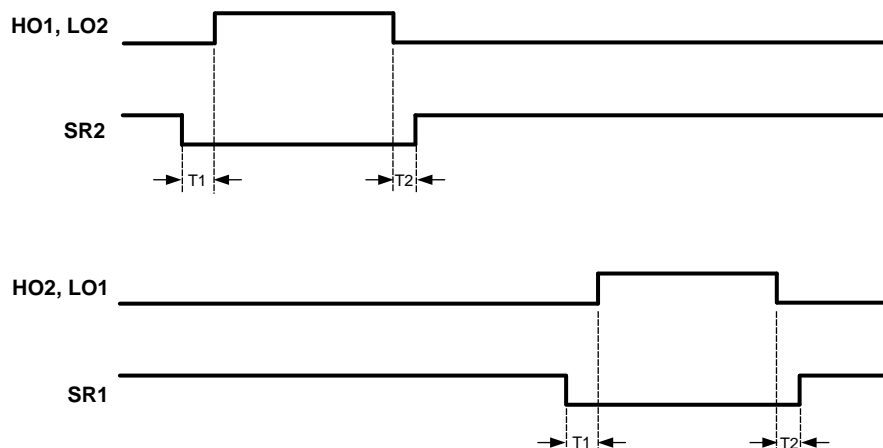 HO1, LO2
SR2
T1
T2
HO2, LO1
SR1
T1
T2